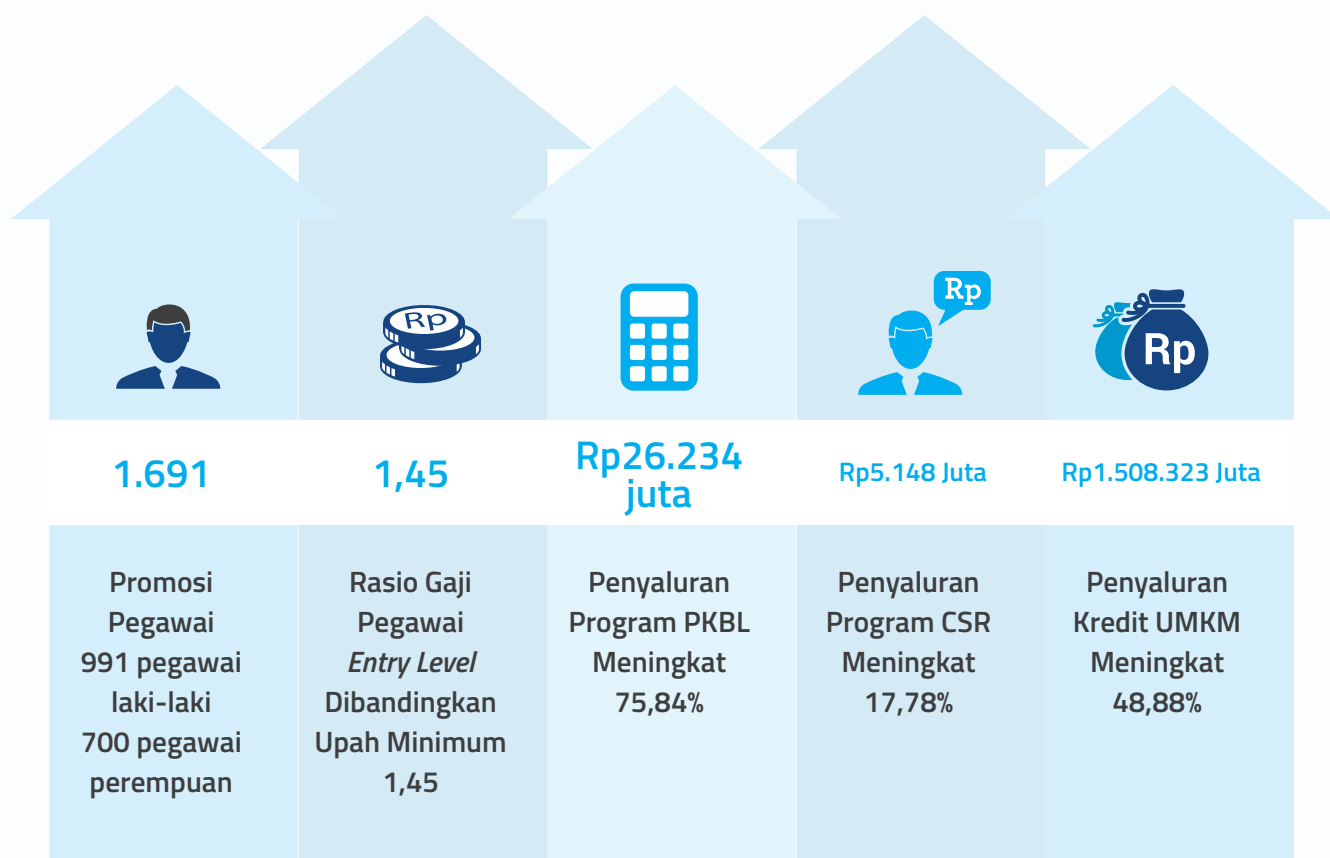 Rp
Rp
Rp
1.691
1,45
Rp26.234
juta
Rp5.148 Juta
Rp1.508.323 Juta
Promosi
Pegawai
991 pegawai
laki-laki
700 pegawai
perempuan
Rasio Gaji
Pegawai
Entry Level
Dibandingkan
Upah Minimum
1,45
Penyaluran
Program PKBL
Meningkat
75,84%
Penyaluran
Program CSR
Meningkat
17,78%
Penyaluran
Kredit UMKM
Meningkat
48,88%